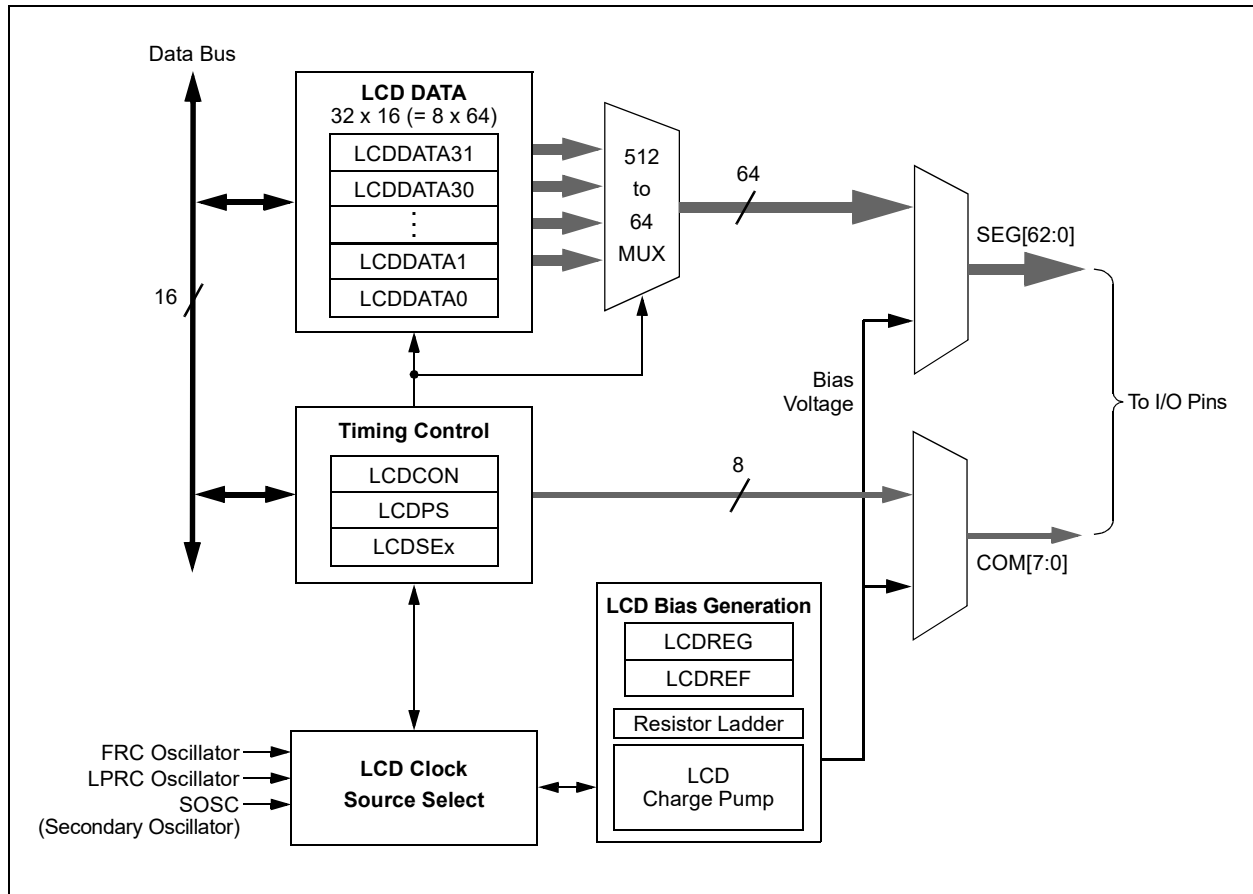 Data Bus
16
LCD DATA
32 x 16 (= 8 x 64)
LCDDATA31
LCDDATA30
⋮
LCDDATA1
LCDDATA0
512
to
64
MUX
64
SEG[62:0]
Bias
Voltage
To I/O Pins
Timing Control
LCDCON
LCDPS
LCDSEx
8
COM[7:0]
LCD Bias Generation
LCDREG
LCDREF
Resistor Ladder
LCD
Charge Pump
FRC Oscillator
LPRC Oscillator
SOSC
(Secondary Oscillator)
LCD Clock
Source Select